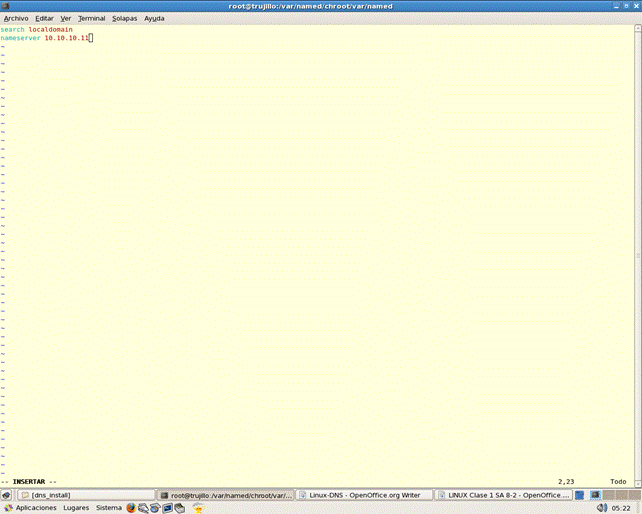 root@trujillo:/var/named/chroot/var/named
Archivo Editar Ver Terminal Solapas Ayuda
search localdomain
nameserver 10.10.10.11
-- INSERTAR -- 2,23 Todo
[dns_install] root@trujillo:/var/named/chroot/var/... Linux-DNS - OpenOffice.org Writer LINUX Clase 1 SA 8-2 - OpenOffice....
Aplicaciones Lugares Sistema 05:22